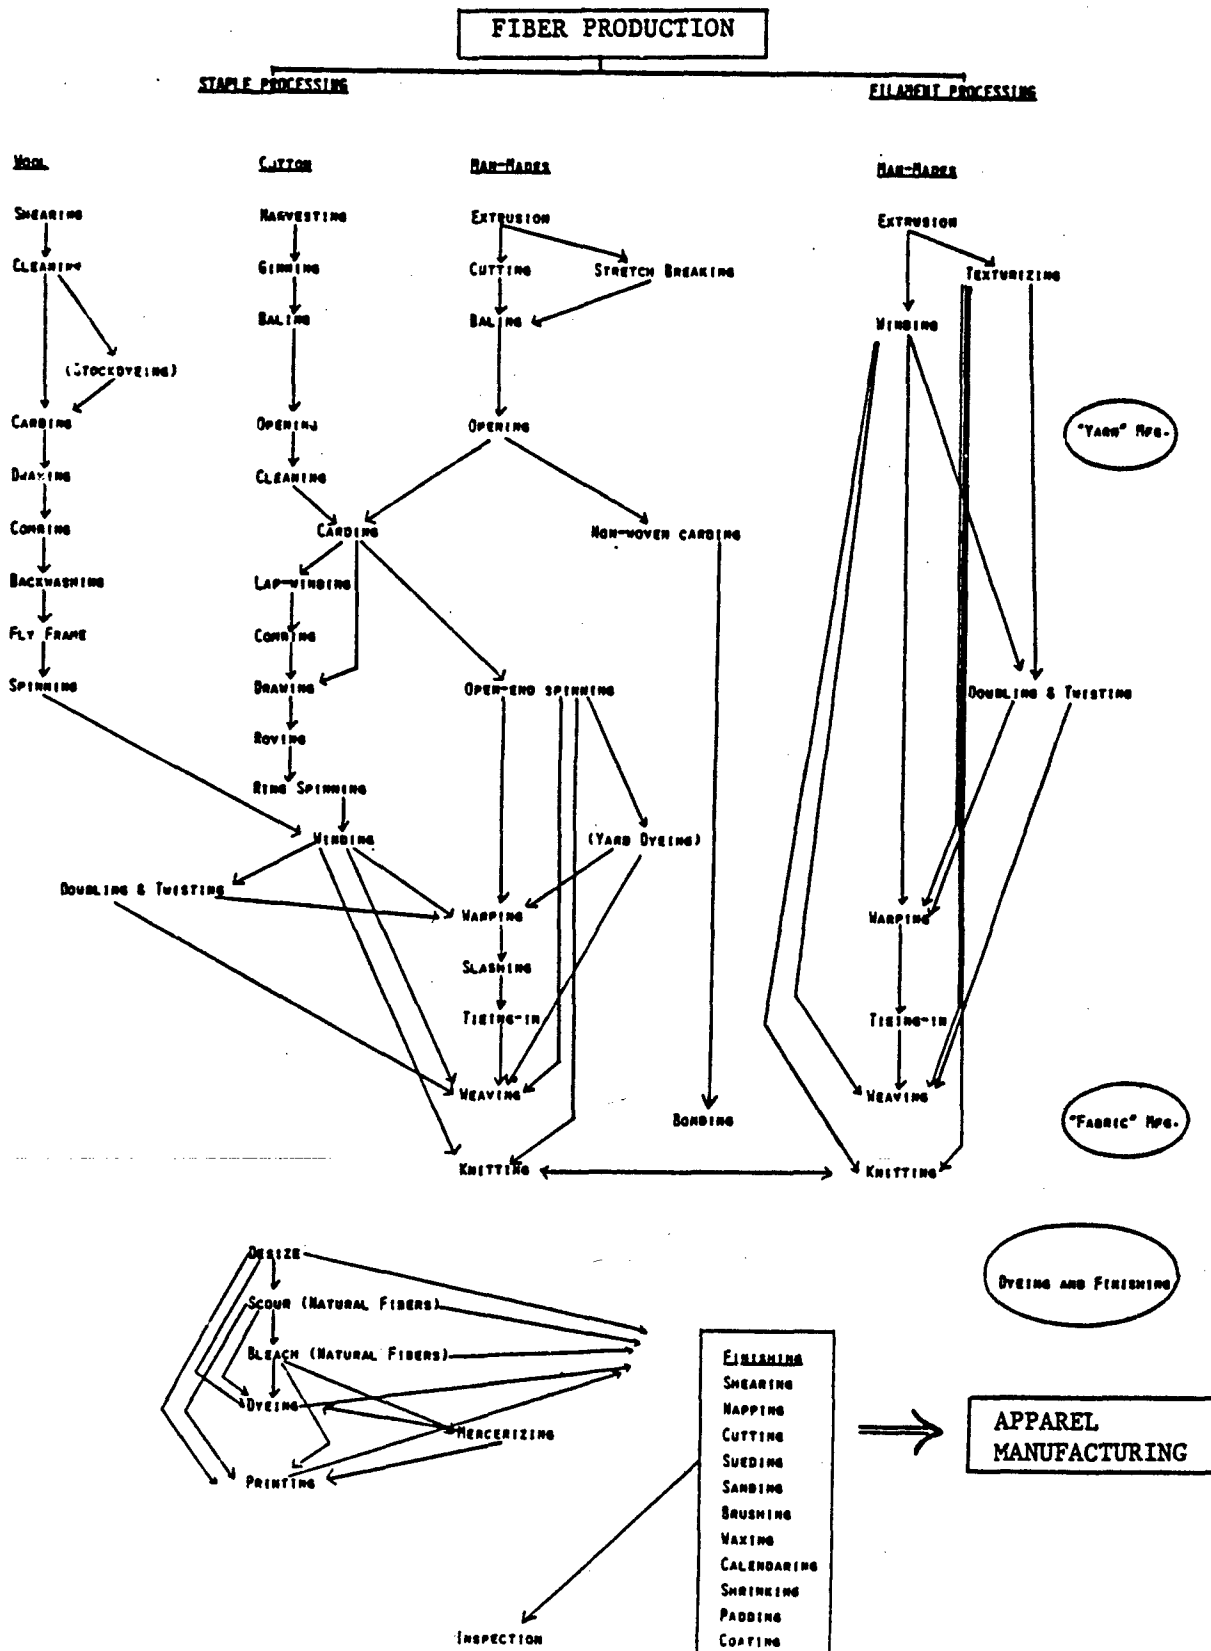 FIBER PRODUCTION
STAPLE PROCESSING
FILAMENT PROCESSING
WOOL
COTTON
MAN-MADES
MAN-MADES
SHEARING
HARVESTING
EXTRUSION
EXTRUSION
CLEANING
GINNING
CUTTING
STRETCH BREAKING
TEXTURIZING
BALING
BALING
WINDING
(STOCKDYEING)
CARDING
OPENING
OPENING
"YARN" MFG.
DRAWING
CLEANING
COMBING
CARDING
NON-WOVEN CARDING
BACKWASHING
LAP-WINDING
FLY FRAME
COMBING
SPINNING
DRAWING
OPEN-END SPINNING
DOUBLING & TWISTING
ROVING
RING SPINNING
WINDING
(YARD DYEING)
DOUBLING & TWISTING
WARPING
WARPING
SLASHING
TIEING-IN
TIEING-IN
WEAVING
WEAVING
BONDING
"FABRIC" MFG.
KNITTING
KNITTING
DESIZE
DYEING AND FINISHING
SCOUR (NATURAL FIBERS)
BLEACH (NATURAL FIBERS)
DYEING
MERCERIZING
PRINTING
FINISHING
SHEARING
NAPPING
CUTTING
SUEDING
SANDING
BRUSHING
WAXING
CALENDARING
SHRINKING
PADDING
COATING
APPAREL
MANUFACTURING
INSPECTION